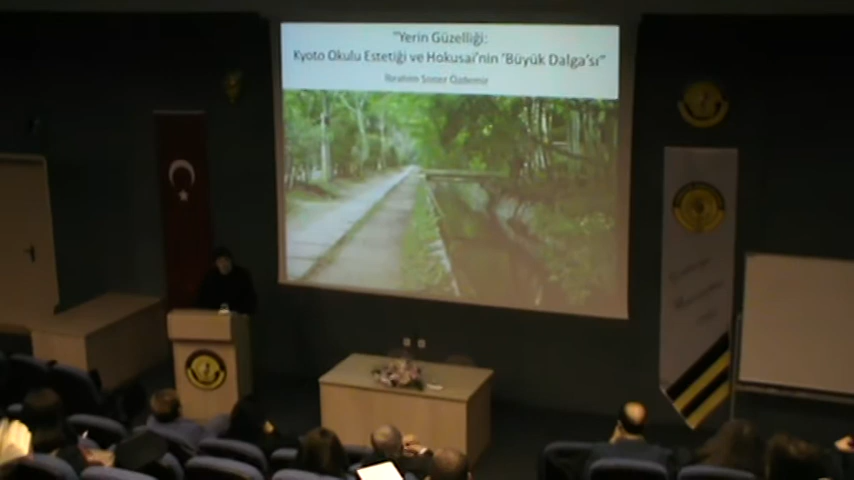 "Yerin Güzelliği:
Kyoto Okulu Estetiği ve Hokusai'nin 'Büyük Dalga'sı"
İbrahim Soner Özdemir